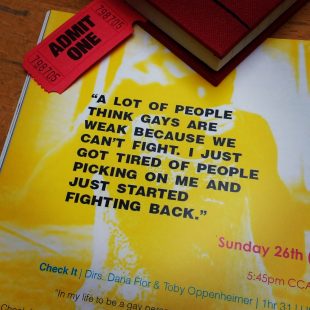 798705
ADMIT
ONE
798705
“A LOT OF PEOPLE
THINK GAYS ARE
WEAK BECAUSE WE
CAN’T FIGHT. I JUST
GOT TIRED OF PEOPLE
PICKING ON ME AND
JUST STARTED
FIGHTING BACK.”
Sunday 26th
5:45pm CCA
Check It | Dirs. Dana Flor & Toby Oppenheimer | 1hr 31 |
“In my life to be a gay